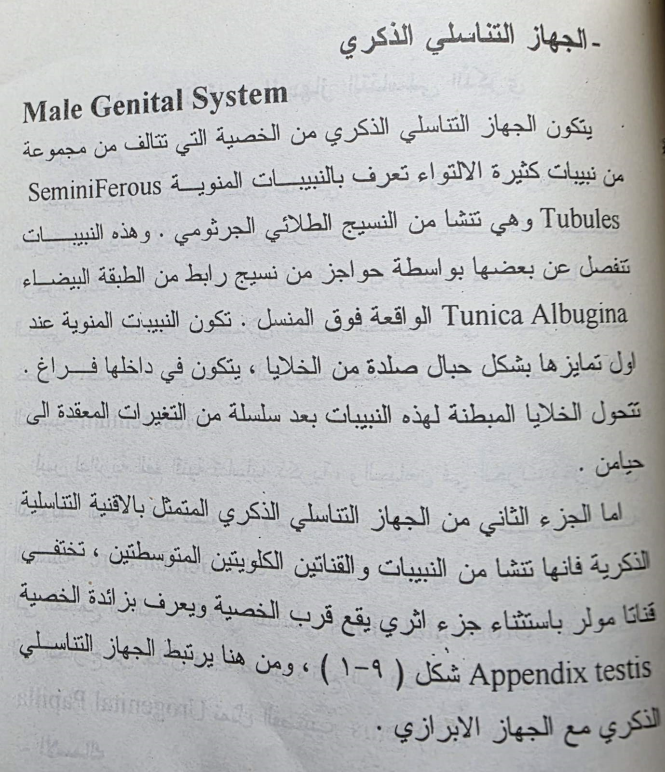 - الجهاز التناسلي الذكري
Male Genital System
يتكون الجهاز التناسلي الذكري من الخصية التي تتالف من مجموعة
من نبيبات كثيرة الالتواء تعرف بالنبيبات المنوية SeminiFerous
Tubules وهي تتشا من النسيج الطلائي الجرثومي . وهذه النبيبات
تتفصل عن بعضها بواسطة حواجز من نسيج رابط من الطبقة البيضاء
Tunica Albugina الواقعة فوق المنسل . تكون النبيبات المنوية عند
اول تمايزها بشكل حبال صلدة من الخلايا ، يتكون في داخلها فراغ .
تتحول الخلايا المبطنة لهذه النبيبات بعد سلسلة من التغيرات المعقدة الى
حيامن .
اما الجزء الثاني من الجهاز التناسلي الذكري المتمثل بالاقنية التناسلية
الذكرية فانها تتشا من النبيبات والقناتين الكلويتين المتوسطتين ، تختفي
قناتا مولر باستثناء جزء اثري يقع قرب الخصية ويعرف بزائدة الخصية
Appendix testis شكل ( ٩-١ ) ، ومن هنا يرتبط الجهاز التناسلي
الذكري مع الجهاز الابرازي .